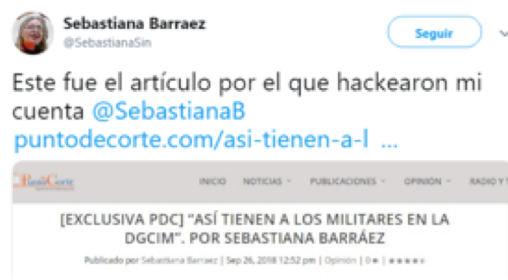 Sebastiana Barraez
@SebastianaSin
Seguir
Este fue el artículo por el que hackearon mi
cuenta @SebastianaB
puntodecorte.com/asi-tienen-a-l ...
PuntoCorte
INICIO NOTICIAS PUBLICACIONES OPINIÓN RADIO Y T
[EXCLUSIVA PDC] "ASÍ TIENEN A LOS MILITARES EN LA
DGCIM". POR SEBASTIANA BARRÁEZ
Publicado por Sebastiana Barraez | Sep 26, 2018 12:52 pm | Opinión | 0